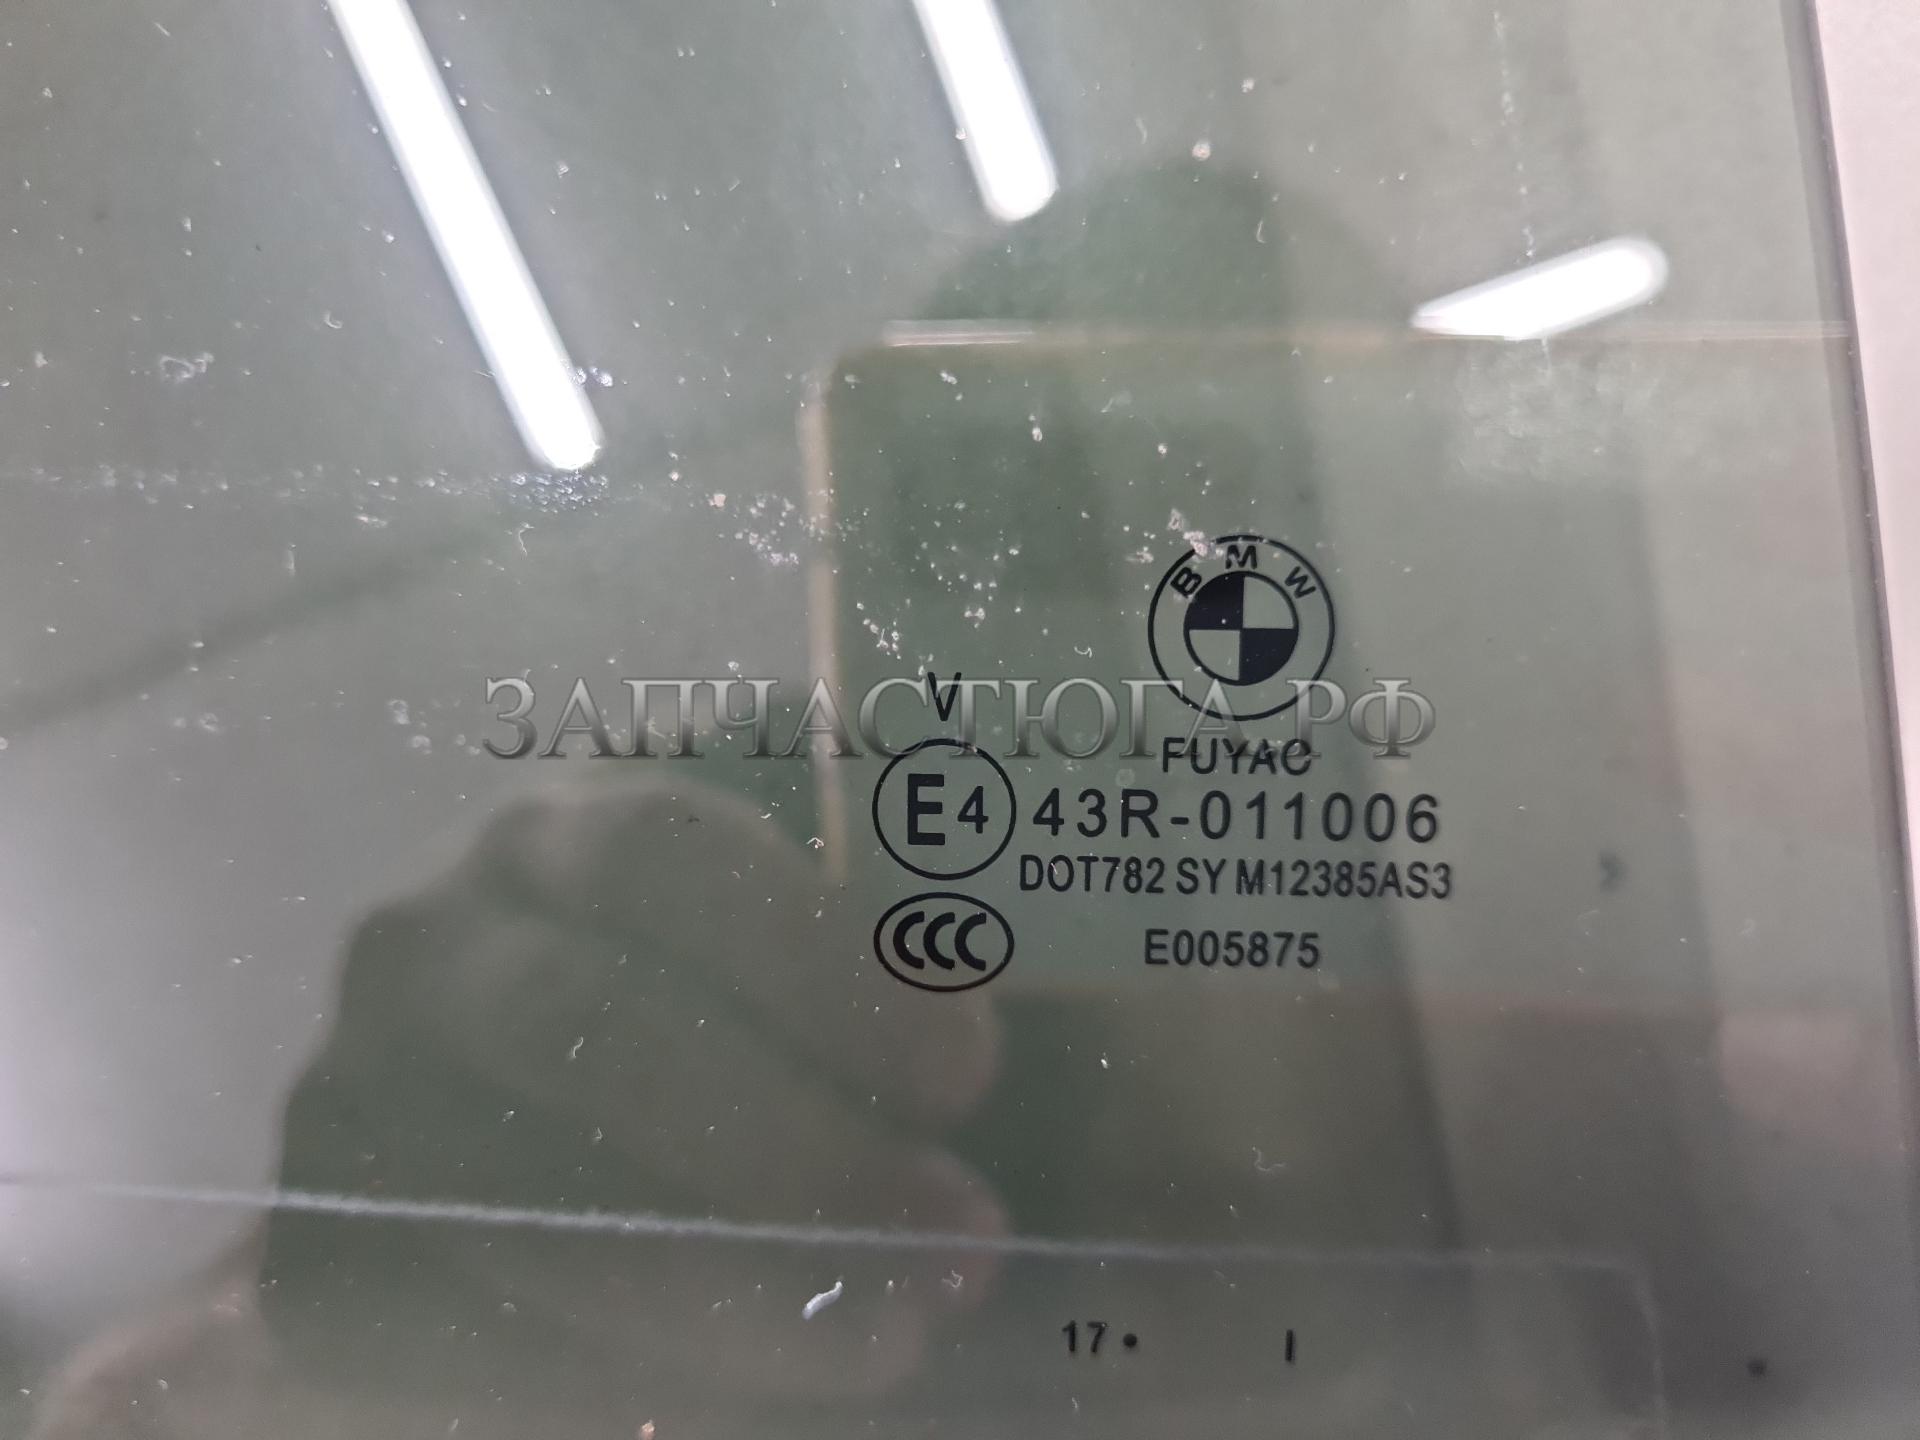 BMW
V
ЗАПЧАСТЮГА.РФ
FUYAO
E4 43R-011006
DOT782 SY M12385AS3
CCC E005875
17 • I